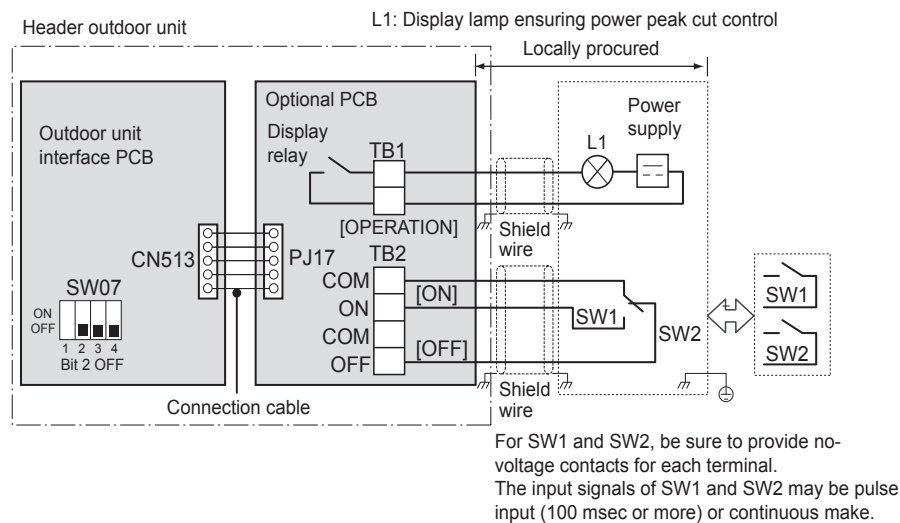 L1: Display lamp ensuring power peak cut control
Header outdoor unit
Locally procured
Optional PCB
Power
supply
Outdoor unit
interface PCB
Display
relay
TB1
L1
[OPERATION]
Shield
wire
CN513
PJ17
TB2
COM
[ON]
ON
SW1
COM
SW2
[OFF]
OFF
SW07
ON
OFF
1 2 3 4
Bit 2 OFF
SW1
SW2
Connection cable
Shield
wire
For SW1 and SW2, be sure to provide no-
voltage contacts for each terminal.
The input signals of SW1 and SW2 may be pulse
input (100 msec or more) or continuous make.